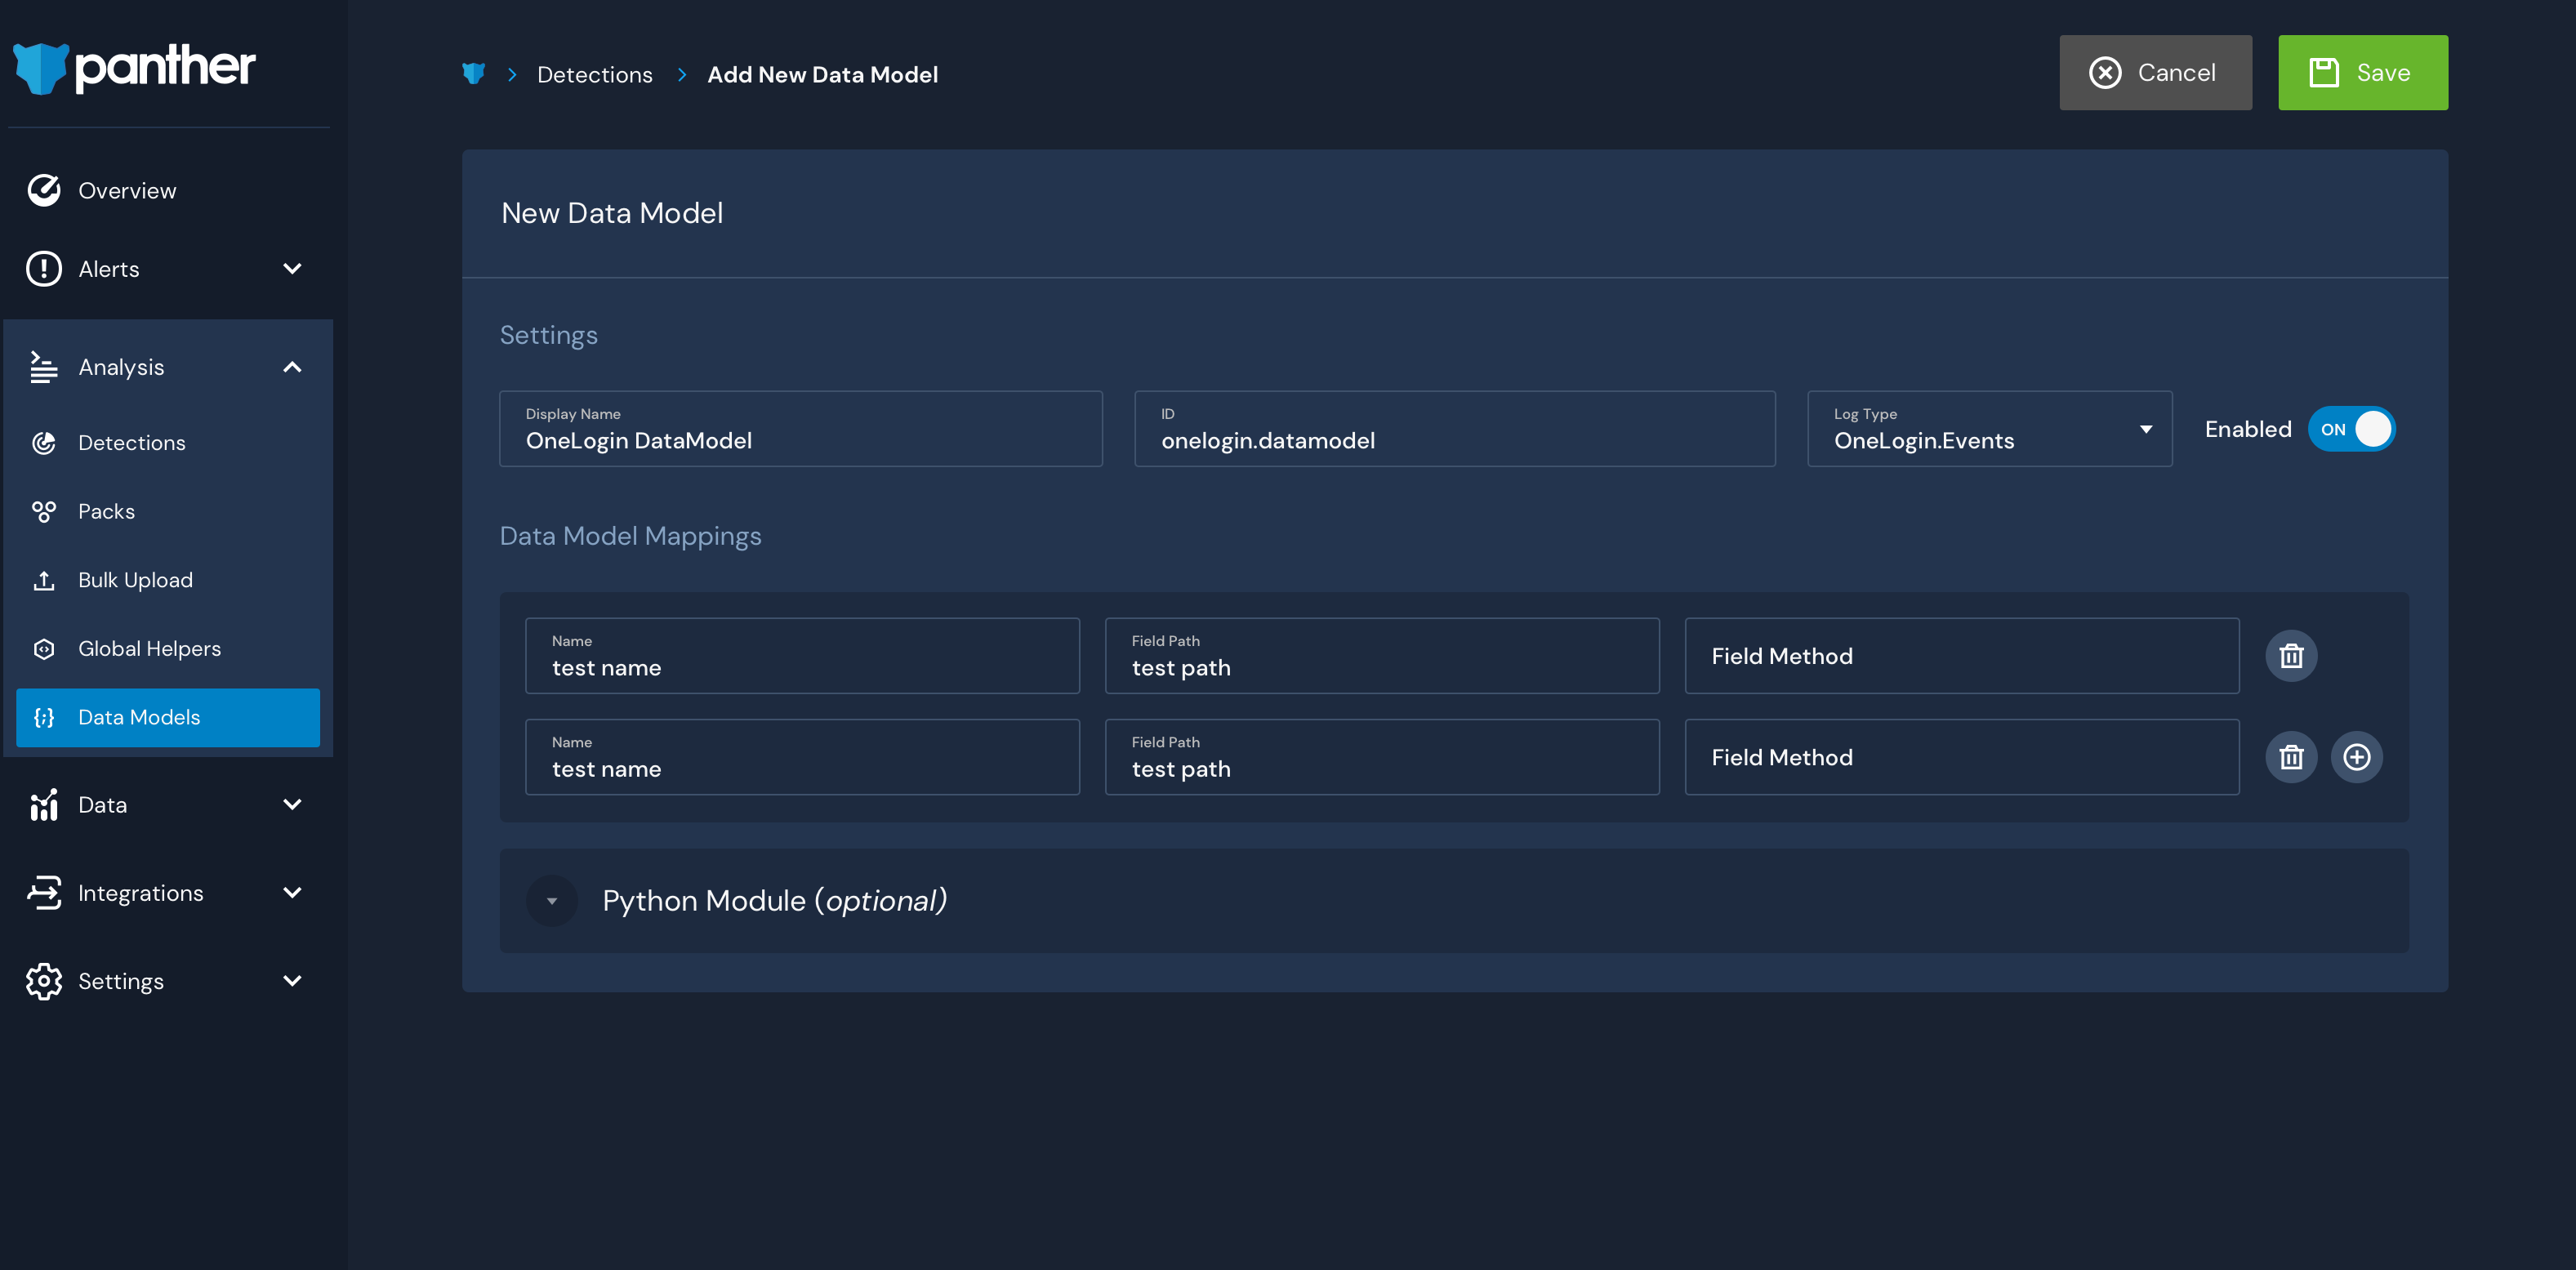 panther
Overview
Alerts
Analysis
Detections
Packs
Bulk Upload
Global Helpers
Data Models
Data
Integrations
Settings
Detections
Add New Data Model
Cancel
Save
New Data Model
Settings
Display Name
OneLogin DataModel
ID
onelogin.datamodel
Log Type
OneLogin.Events
Enabled
ON
Data Model Mappings
Name
test name
Field Path
test path
Field Method
Name
test name
Field Path
test path
Field Method
Python Module (optional)